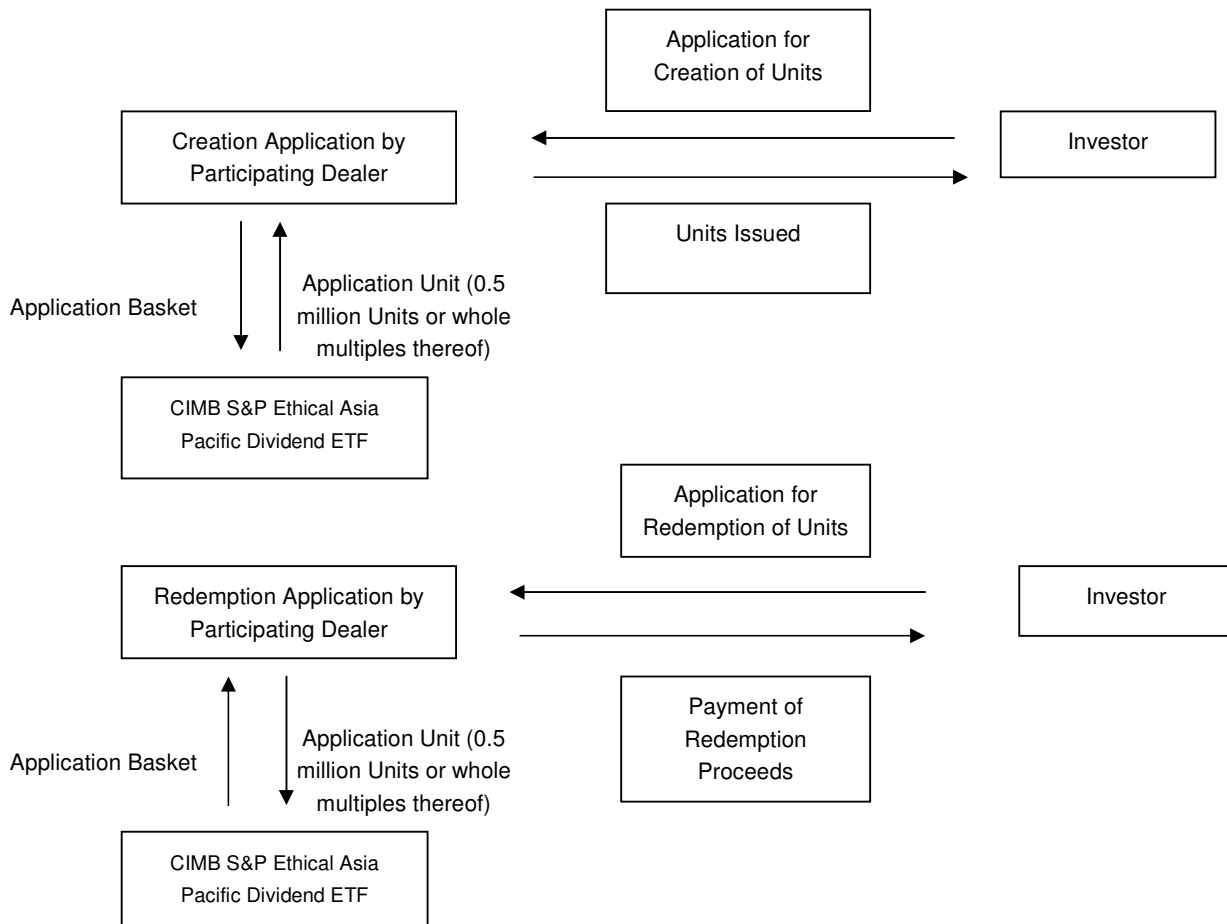 Application for
Creation of Units
Creation Application by
Participating Dealer
Investor
Units Issued
Application Basket
Application Unit (0.5
million Units or whole
multiples thereof)
CIMB S&P Ethical Asia
Pacific Dividend ETF
Application for
Redemption of Units
Redemption Application by
Participating Dealer
Investor
Payment of
Redemption
Proceeds
Application Basket
Application Unit (0.5
million Units or whole
multiples thereof)
CIMB S&P Ethical Asia
Pacific Dividend ETF